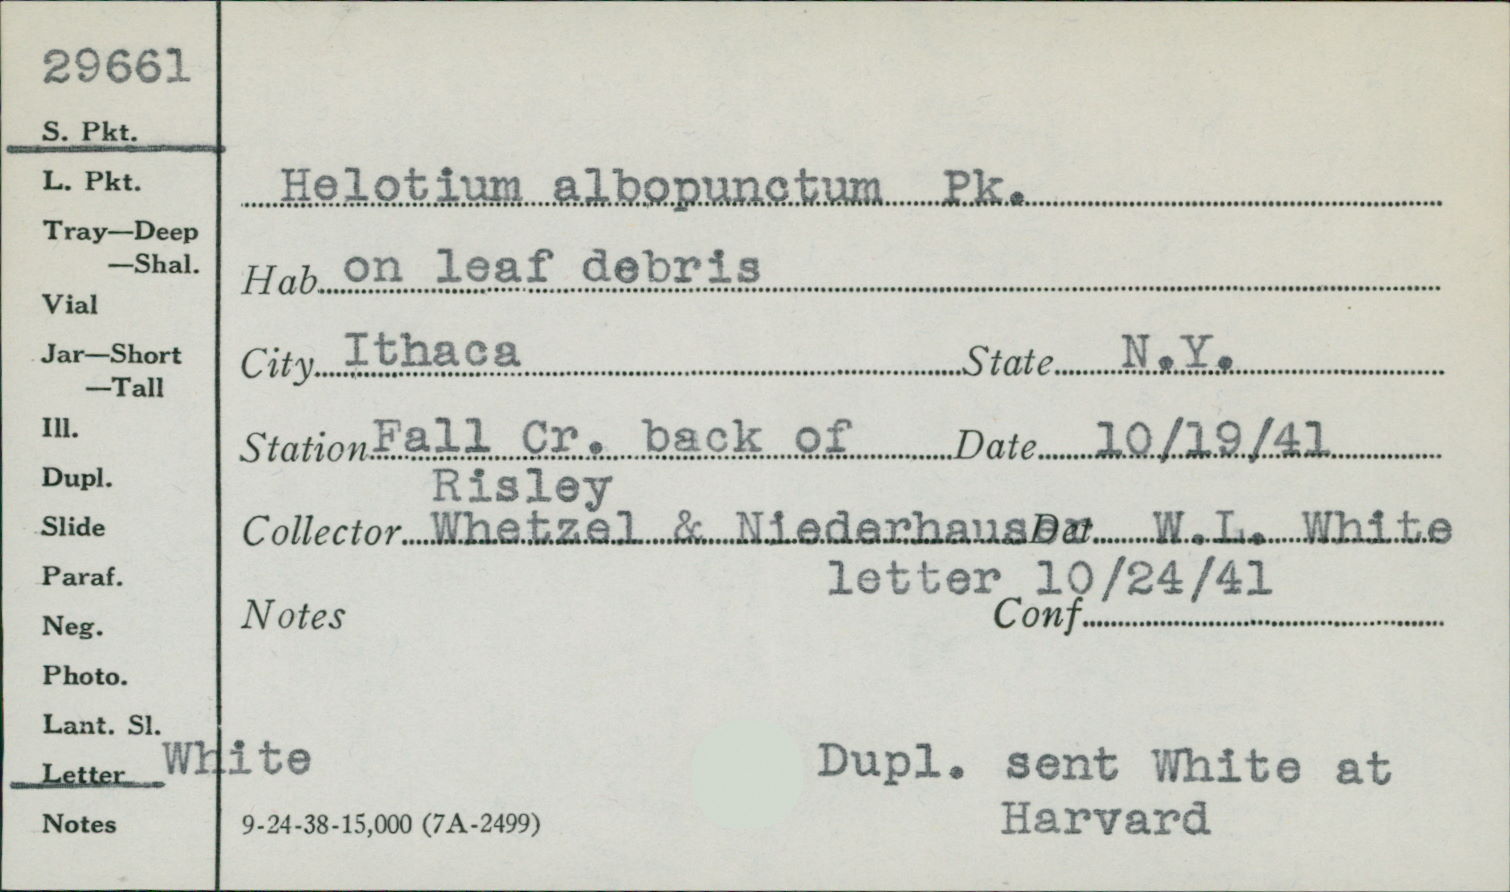 29661
S. Pkt.
L. Pkt.
Tray—Deep
—Shal.
Vial
Jar—Short
—Tall
Ill.
Dupl.
Slide
Paraf.
Neg.
Photo.
Lant. Sl.
Letter White
Notes
Helotium albopunctum Pk.
Hab. on leaf debris
City Ithaca State N.Y.
Station Fall Cr. back of Date 10/19/41
Risley
Collector Whetzel & Niederhauser Det. W.L. White
letter 10/24/41
Notes Conf.
Dupl. sent White at
Harvard
9-24-38-15,000 (7A-2499)